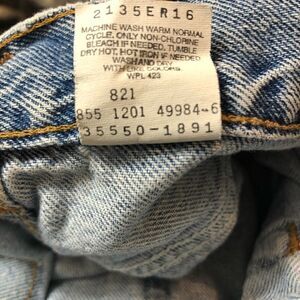 2135ER16
MACHINE WASH WARM NORMAL
CYCLE, ONLY NON-CHLORINE
BLEACH IF NEEDED, TUMBLE
DRY HOT, HOT IRON IF NEEDED
WASH AND DRY
WITH LIKE COLORS.
WPL 423
821
855 1201 49984-6
35550-1891